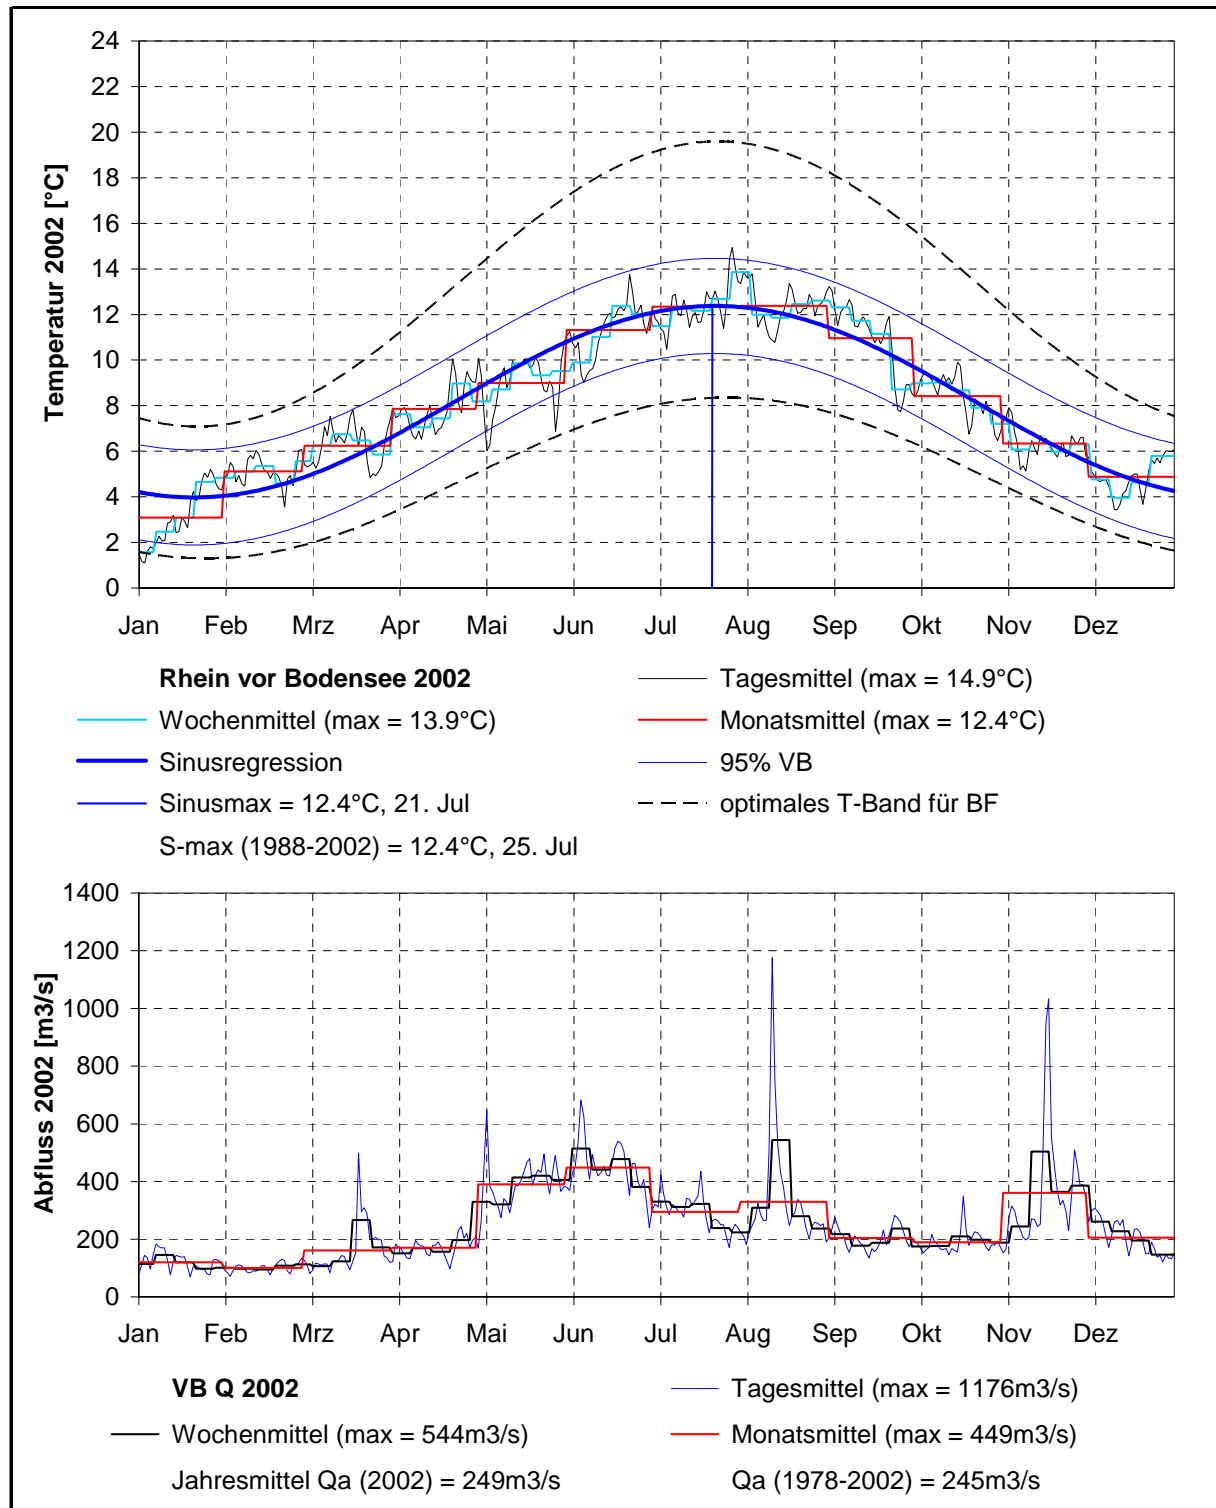 Temperatur 2002 [°C]
24
22
20
18
16
14
12
10
8
6
4
2
0
Jan Feb Mrz Apr Mai Jun Jul Aug Sep Okt Nov Dez
Rhein vor Bodensee 2002
Tagesmittel (max = 14.9°C)
Wochenmittel (max = 13.9°C)
Monatsmittel (max = 12.4°C)
Sinusregression
95% VB
Sinusmax = 12.4°C, 21. Jul
optimales T-Band für BF
S-max (1988-2002) = 12.4°C, 25. Jul
Abfluss 2002 [m3/s]
1400
1200
1000
800
600
400
200
0
Jan Feb Mrz Apr Mai Jun Jul Aug Sep Okt Nov Dez
VB Q 2002
Tagesmittel (max = 1176m3/s)
Wochenmittel (max = 544m3/s)
Monatsmittel (max = 449m3/s)
Jahresmittel Qa (2002) = 249m3/s
Qa (1978-2002) = 245m3/s